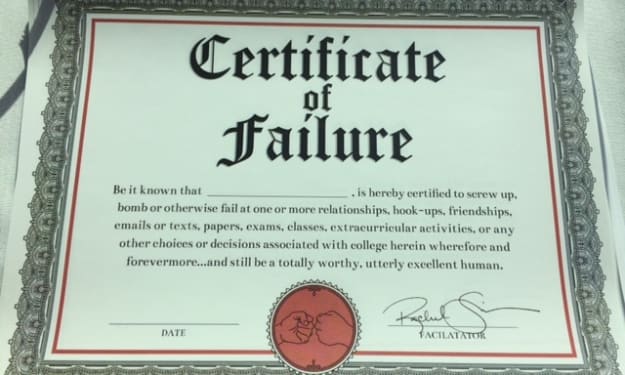 Certificate
of
Failure
Be it known that ____________________, is hereby certified to screw up,
bomb or otherwise fail at one or more relationships, hook-ups, friendships,
emails or texts, papers, exams, classes, extracurricular activities, or any
other choices or decisions associated with college herein wherefore and
forevermore...and still be a totally worthy, utterly excellent human.
DATE
FACILATATOR